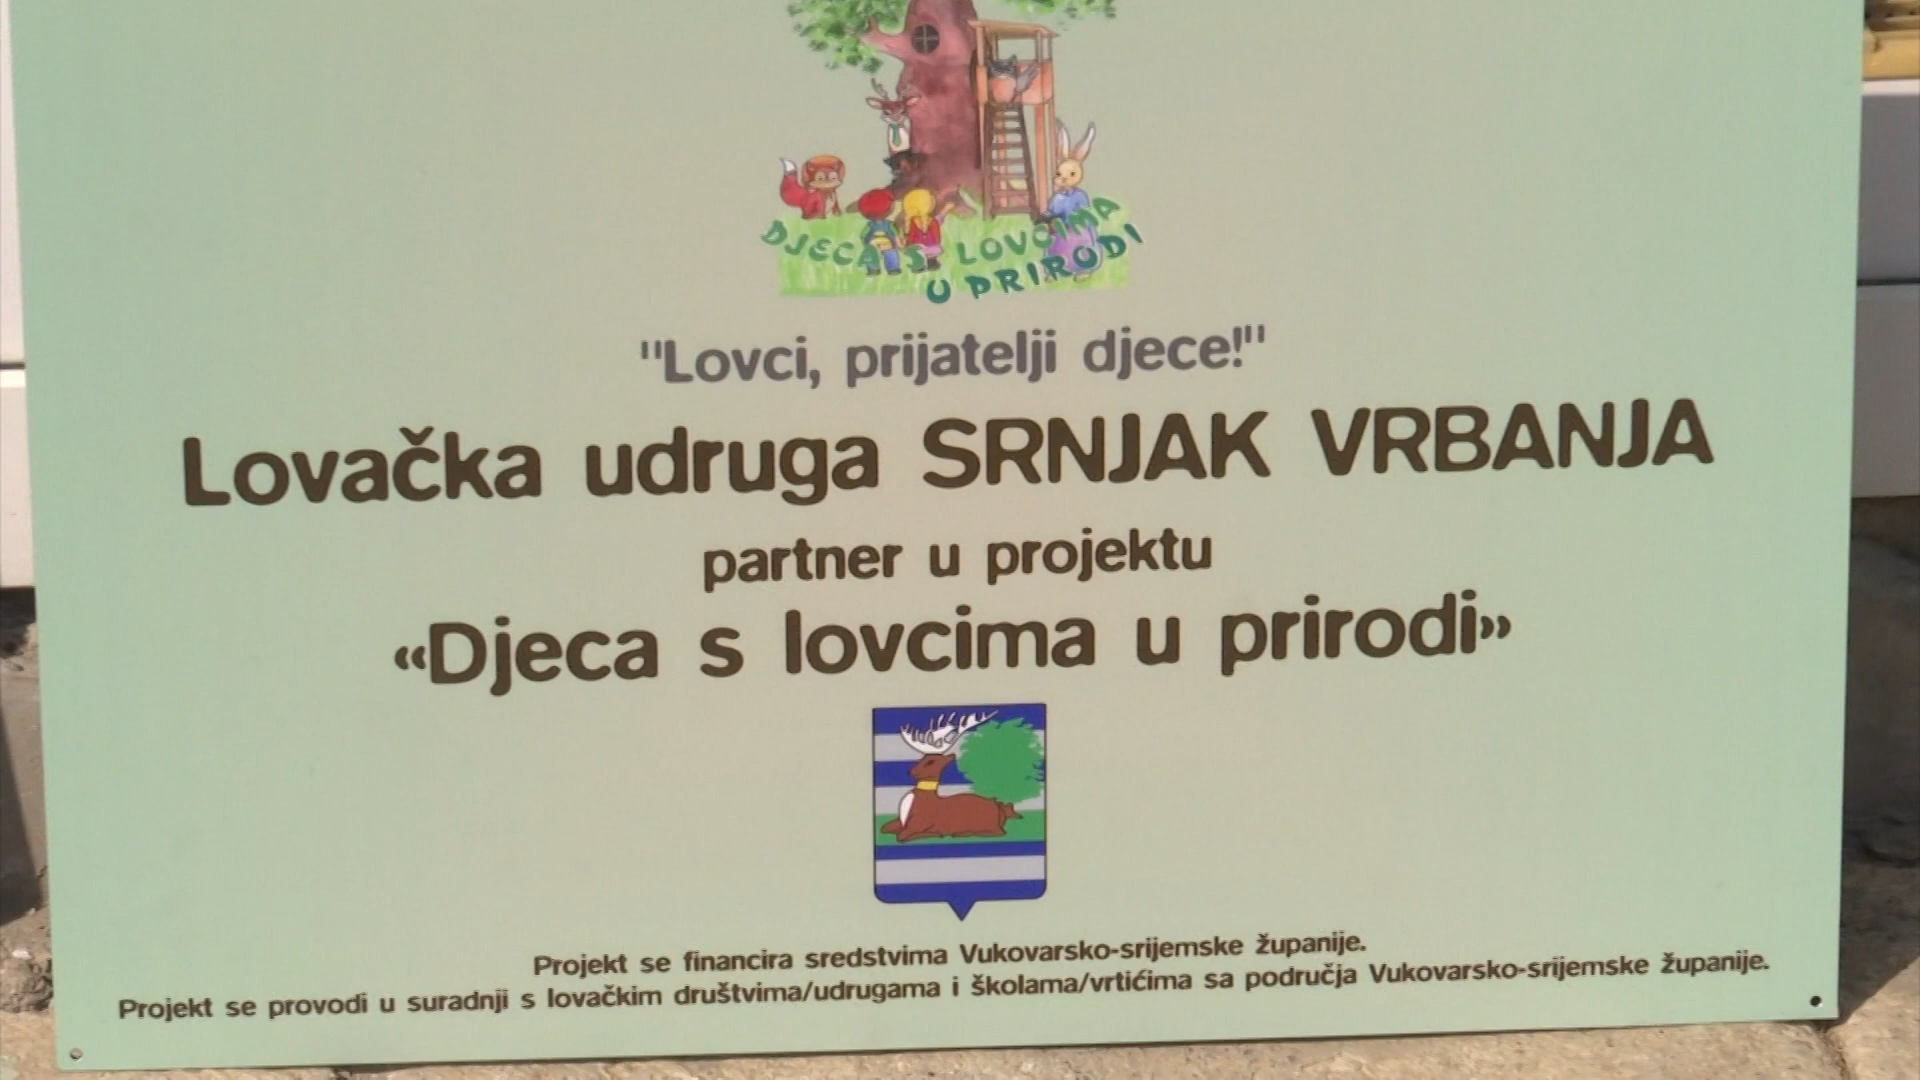 DJECA S LOVCIMA
U PRIRODI
"Lovci, prijatelji djece!"
Lovačka udruga SRNJAK VRBANJA
partner u projektu
«Djeca s lovcima u prirodi»
Projekt se financira sredstvima Vukovarsko-srijemske županije.
Projekt se provodi u suradnji s lovačkim društvima/udrugama i školama/vrtićima sa područja Vukovarsko-srijemske županije.